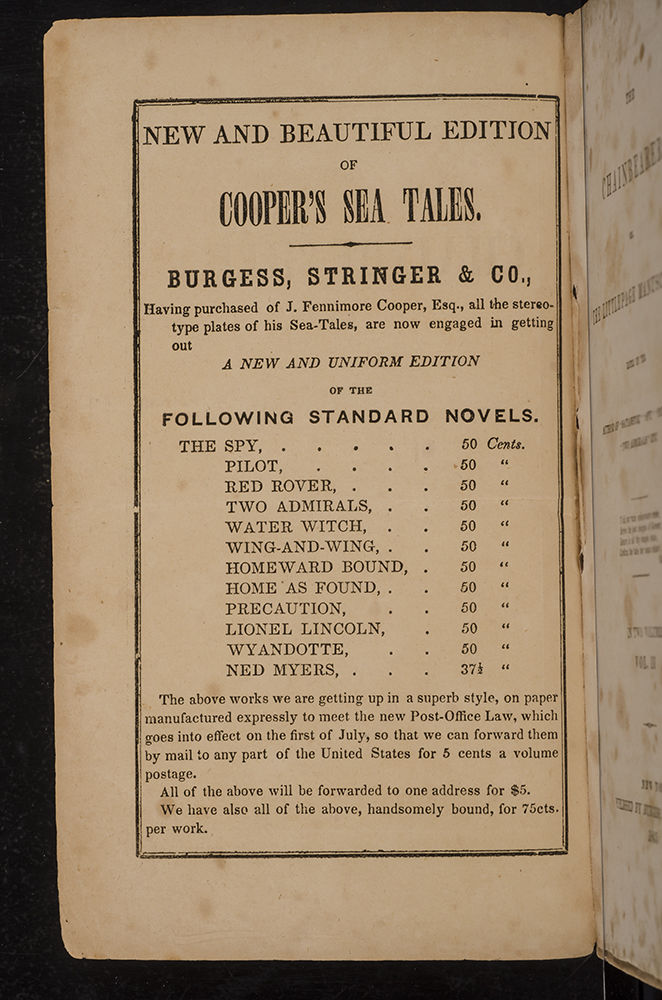 NEW AND BEAUTIFUL EDITION
OF
COOPER'S SEA TALES.
BURGESS, STRINGER & CO.,
Having purchased of J. Fennimore Cooper, Esq., all the stereo-
type plates of his Sea-Tales, are now engaged in getting
out
A NEW AND UNIFORM EDITION
OF THE
FOLLOWING STANDARD NOVELS.
THE SPY, . . . . . 50 Cents.
PILOT, . . . . 50 “
RED ROVER, . . . 50 “
TWO ADMIRALS, . . 50 “
WATER WITCH, . . 50 “
WING-AND-WING, . . 50 “
HOMEWARD BOUND, . 50 “
HOME AS FOUND, . . 50 “
PRECAUTION, . . 50 “
LIONEL LINCOLN, . 50 “
WYANDOTTE, . . 50 “
NED MYERS, . . . 37½ “
The above works we are getting up in a superb style, on paper
manufactured expressly to meet the new Post-Office Law, which
goes into effect on the first of July, so that we can forward them
by mail to any part of the United States for 5 cents a volume
postage.
All of the above will be forwarded to one address for $5.
We have also all of the above, handsomely bound, for 75cts.
per work.
THE
THE LITTLEPAGE
VOL. II